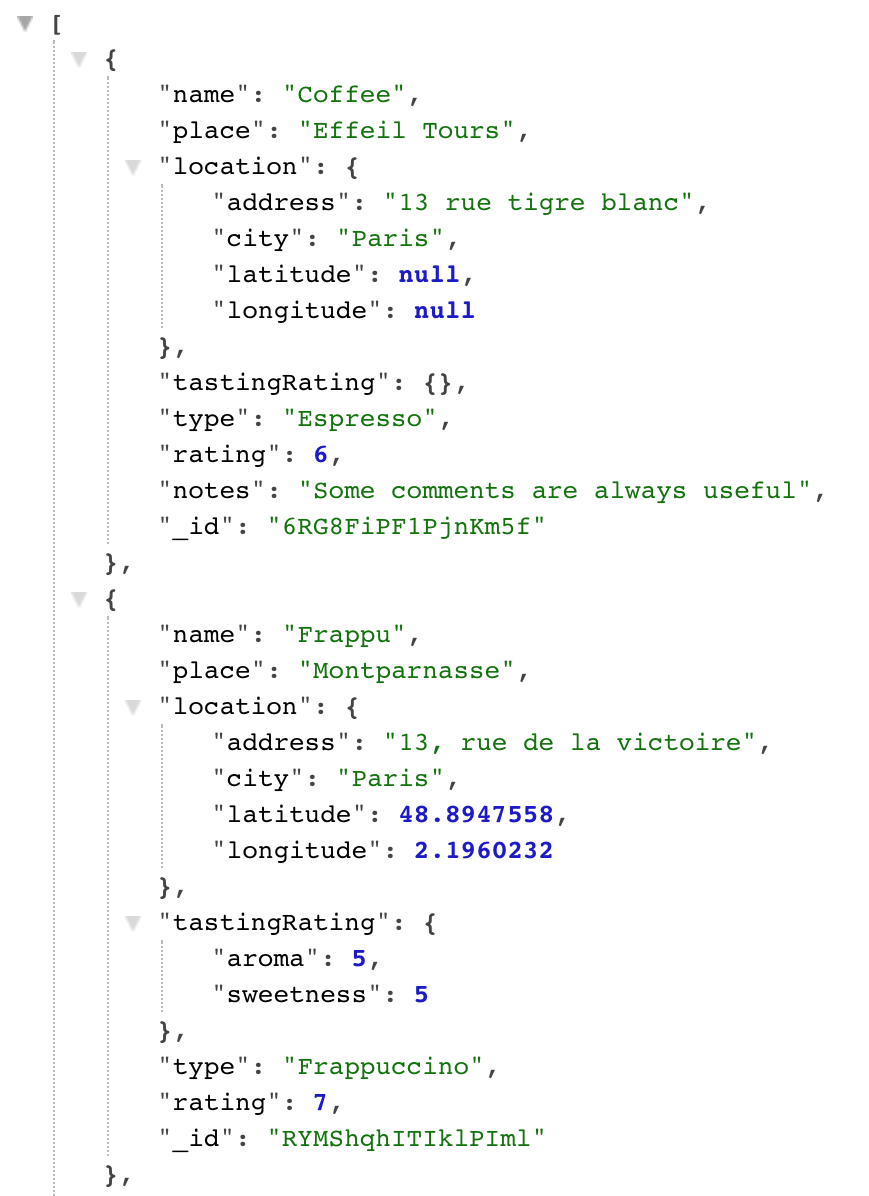 [
{
"name": "Coffee",
"place": "Effeil Tours",
"location": {
"address": "13 rue tigre blanc",
"city": "Paris",
"latitude": null,
"longitude": null
},
"tastingRating": {},
"type": "Espresso",
"rating": 6,
"notes": "Some comments are always useful",
"_id": "6RG8FiPF1PjnKm5f"
},
{
"name": "Frappu",
"place": "Montparnasse",
"location": {
"address": "13, rue de la victoire",
"city": "Paris",
"latitude": 48.8947558,
"longitude": 2.1960232
},
"tastingRating": {
"aroma": 5,
"sweetness": 5
},
"type": "Frappuccino",
"rating": 7,
"_id": "RYMShqhITIklPIml"
},